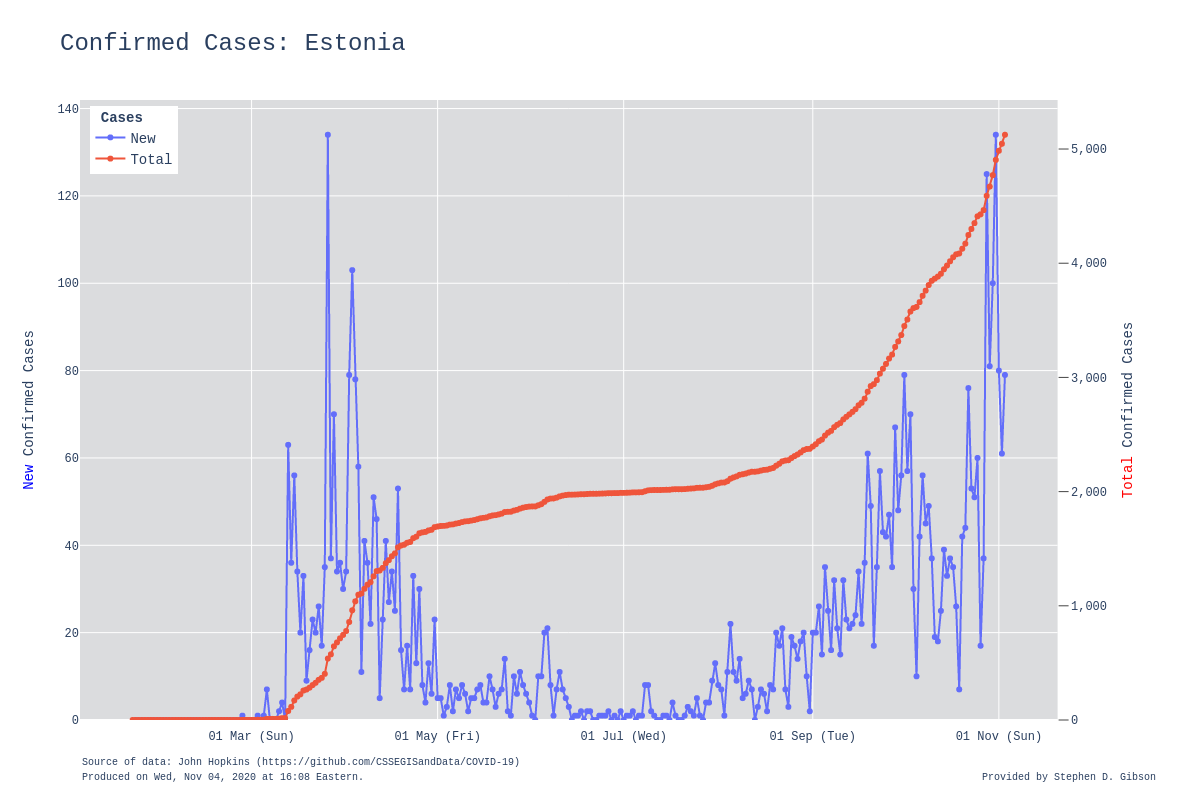 Confirmed Cases: Estonia
Cases
New
Total
140
120
100
80
60
40
20
0
5,000
4,000
3,000
2,000
1,000
0
New Confirmed Cases
Total Confirmed Cases
01 Mar (Sun)
01 May (Fri)
01 Jul (Wed)
01 Sep (Tue)
01 Nov (Sun)
Source of data: John Hopkins (https://github.com/CSSEGISandData/COVID-19)
Produced on Wed, Nov 04, 2020 at 16:08 Eastern.
Provided by Stephen D. Gibson